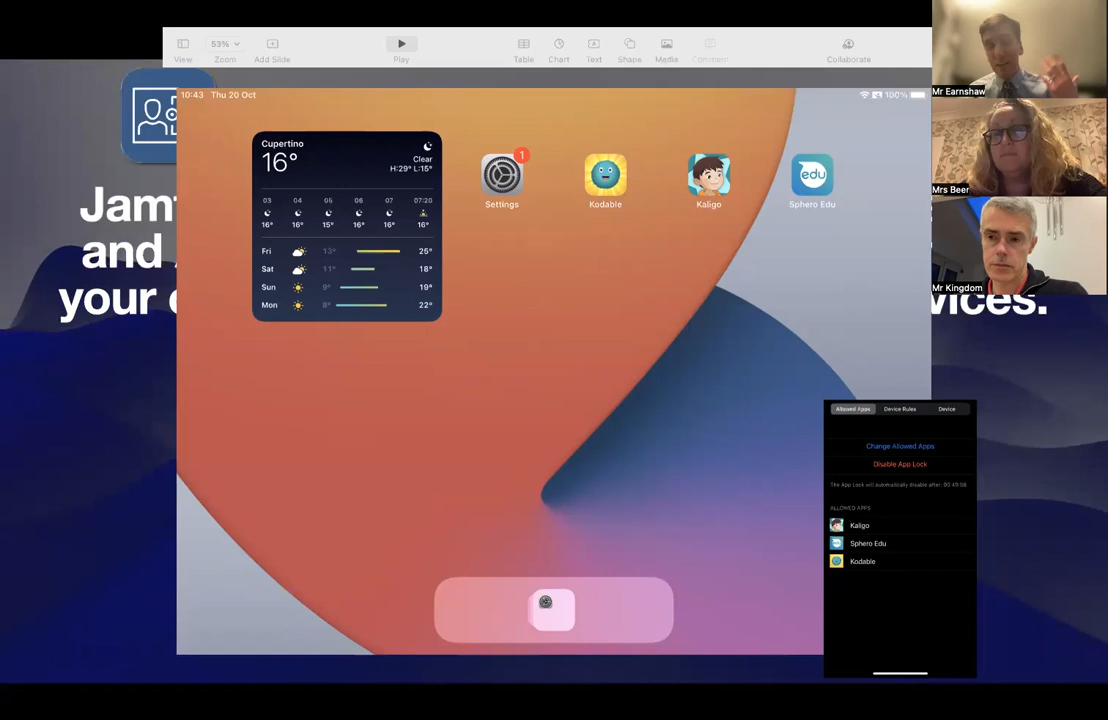 53%
View
Zoom
Add Slide
Play
Table
Chart
Text
Shape
Media
Comment
Collaborate
Mr Earnshaw
Mrs Beer
Mr Kingdom
and
your
vices.
10:43 Thu 20 Oct
100%
Cupertino
16°
Clear
H:29° L:15°
03 04 05 06 07 07:20
16° 16° 15° 16° 16° 16°
Fri 13° 25°
Sat 11° 18°
Sun 9° 19°
Mon 8° 22°
1
Settings
Kodable
Kaligo
edu
Sphero Edu
Allowed Apps
Device Rules
Device
Change Allowed Apps
Disable App Lock
ALLOWED APPS
Kaligo
edu
Sphero Edu
Kodable